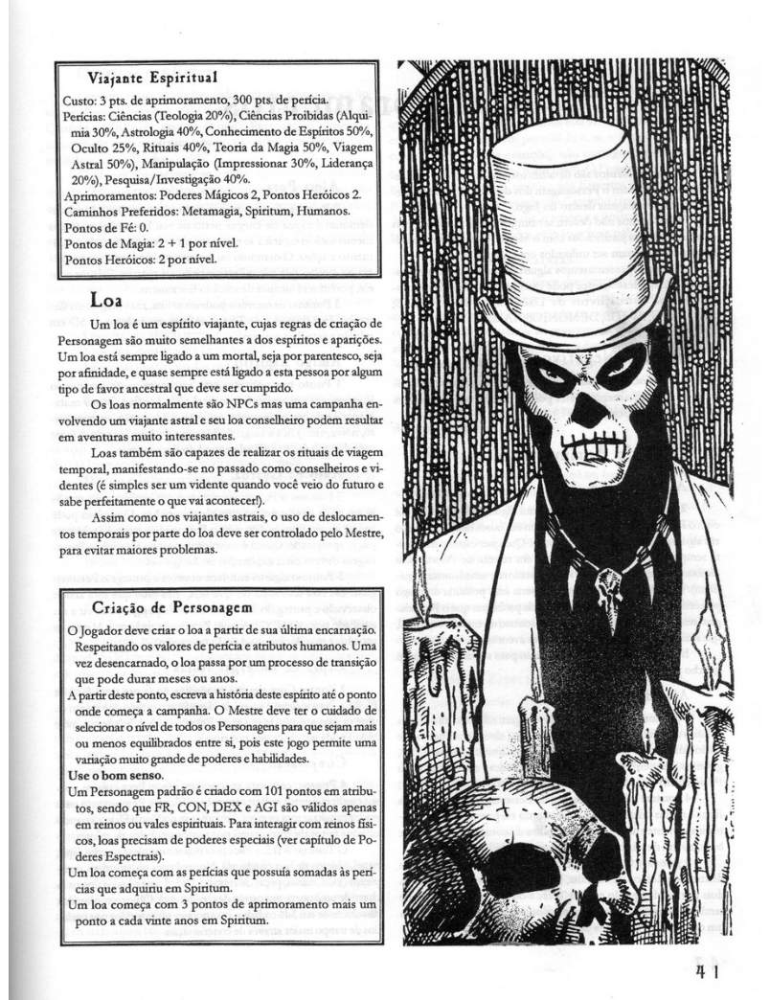 Viajante Espiritual
Custo: 3 pts. de aprimoramento, 300 pts. de perícia.
Perícias: Ciências (Teologia 20%), Ciências Proibidas (Alqui-
mia 30%, Astrologia 40%, Conhecimento de Espíritos 50%,
Oculto 25%, Rituais 40%, Teoria da Magia 50%, Viagem
Astral 50%), Manipulação (Impressionar 30%, Liderança
20%), Pesquisa/Investigação 40%.
Aprimoramentos: Poderes Mágicos 2, Pontos Heróicos 2.
Caminhos Preferidos: Metamagia, Spiritum, Humanos.
Pontos de Fé: 0.
Pontos de Magia: 2 + 1 por nível.
Pontos Heróicos: 2 por nível.
Loa
Um loa é um espírito viajante, cujas regras de criação de
Personagem são muito semelhantes a dos espíritos e aparições.
Um loa está sempre ligado a um mortal, seja por parentesco, seja
por afinidade, e quase sempre está ligado a esta pessoa por algum
tipo de favor ancestral que deve ser cumprido.
Os loas normalmente são NPCs mas uma campanha en-
volvendo um viajante astral e seu loa conselheiro podem resultar
em aventuras muito interessantes.
Loas também são capazes de realizar os rituais de viagem
temporal, manifestando-se no passado como conselheiros e vi-
dentes (é simples ser um vidente quando você veio do futuro e
sabe perfeitamente o que vai acontecer!).
Assim como nos viajantes astrais, o uso de deslocamen-
tos temporais por parte do loa deve ser controlado pelo Mestre,
para evitar maiores problemas.
Criação de Personagem
O Jogador deve criar o loa a partir de sua última encarnação.
Respeitando os valores de perícia e atributos humanos. Uma
vez desencarnado, o loa passa por um processo de transição
que pode durar meses ou anos.
A partir deste ponto, escreva a história deste espírito até o ponto
onde começa a campanha. O Mestre deve ter o cuidado de
selecionar o nível de todos os Personagens para que sejam mais
ou menos equilibrados entre si, pois este jogo permite uma
variação muito grande de poderes e habilidades.
Use o bom senso.
Um Personagem padrão é criado com 101 pontos em atribu-
tos, sendo que FR, CON, DEX e AGI são válidos apenas
em reinos ou vales espirituais. Para interagir com reinos físi-
cos, loas precisam de poderes especiais (ver capítulo de Po-
deres Espectrais).
Um loa começa com as perícias que possuía somadas às perí-
cias que adquiriu em Spiritum.
Um loa começa com 3 pontos de aprimoramento mais um
ponto a cada vinte anos em Spiritum.
41